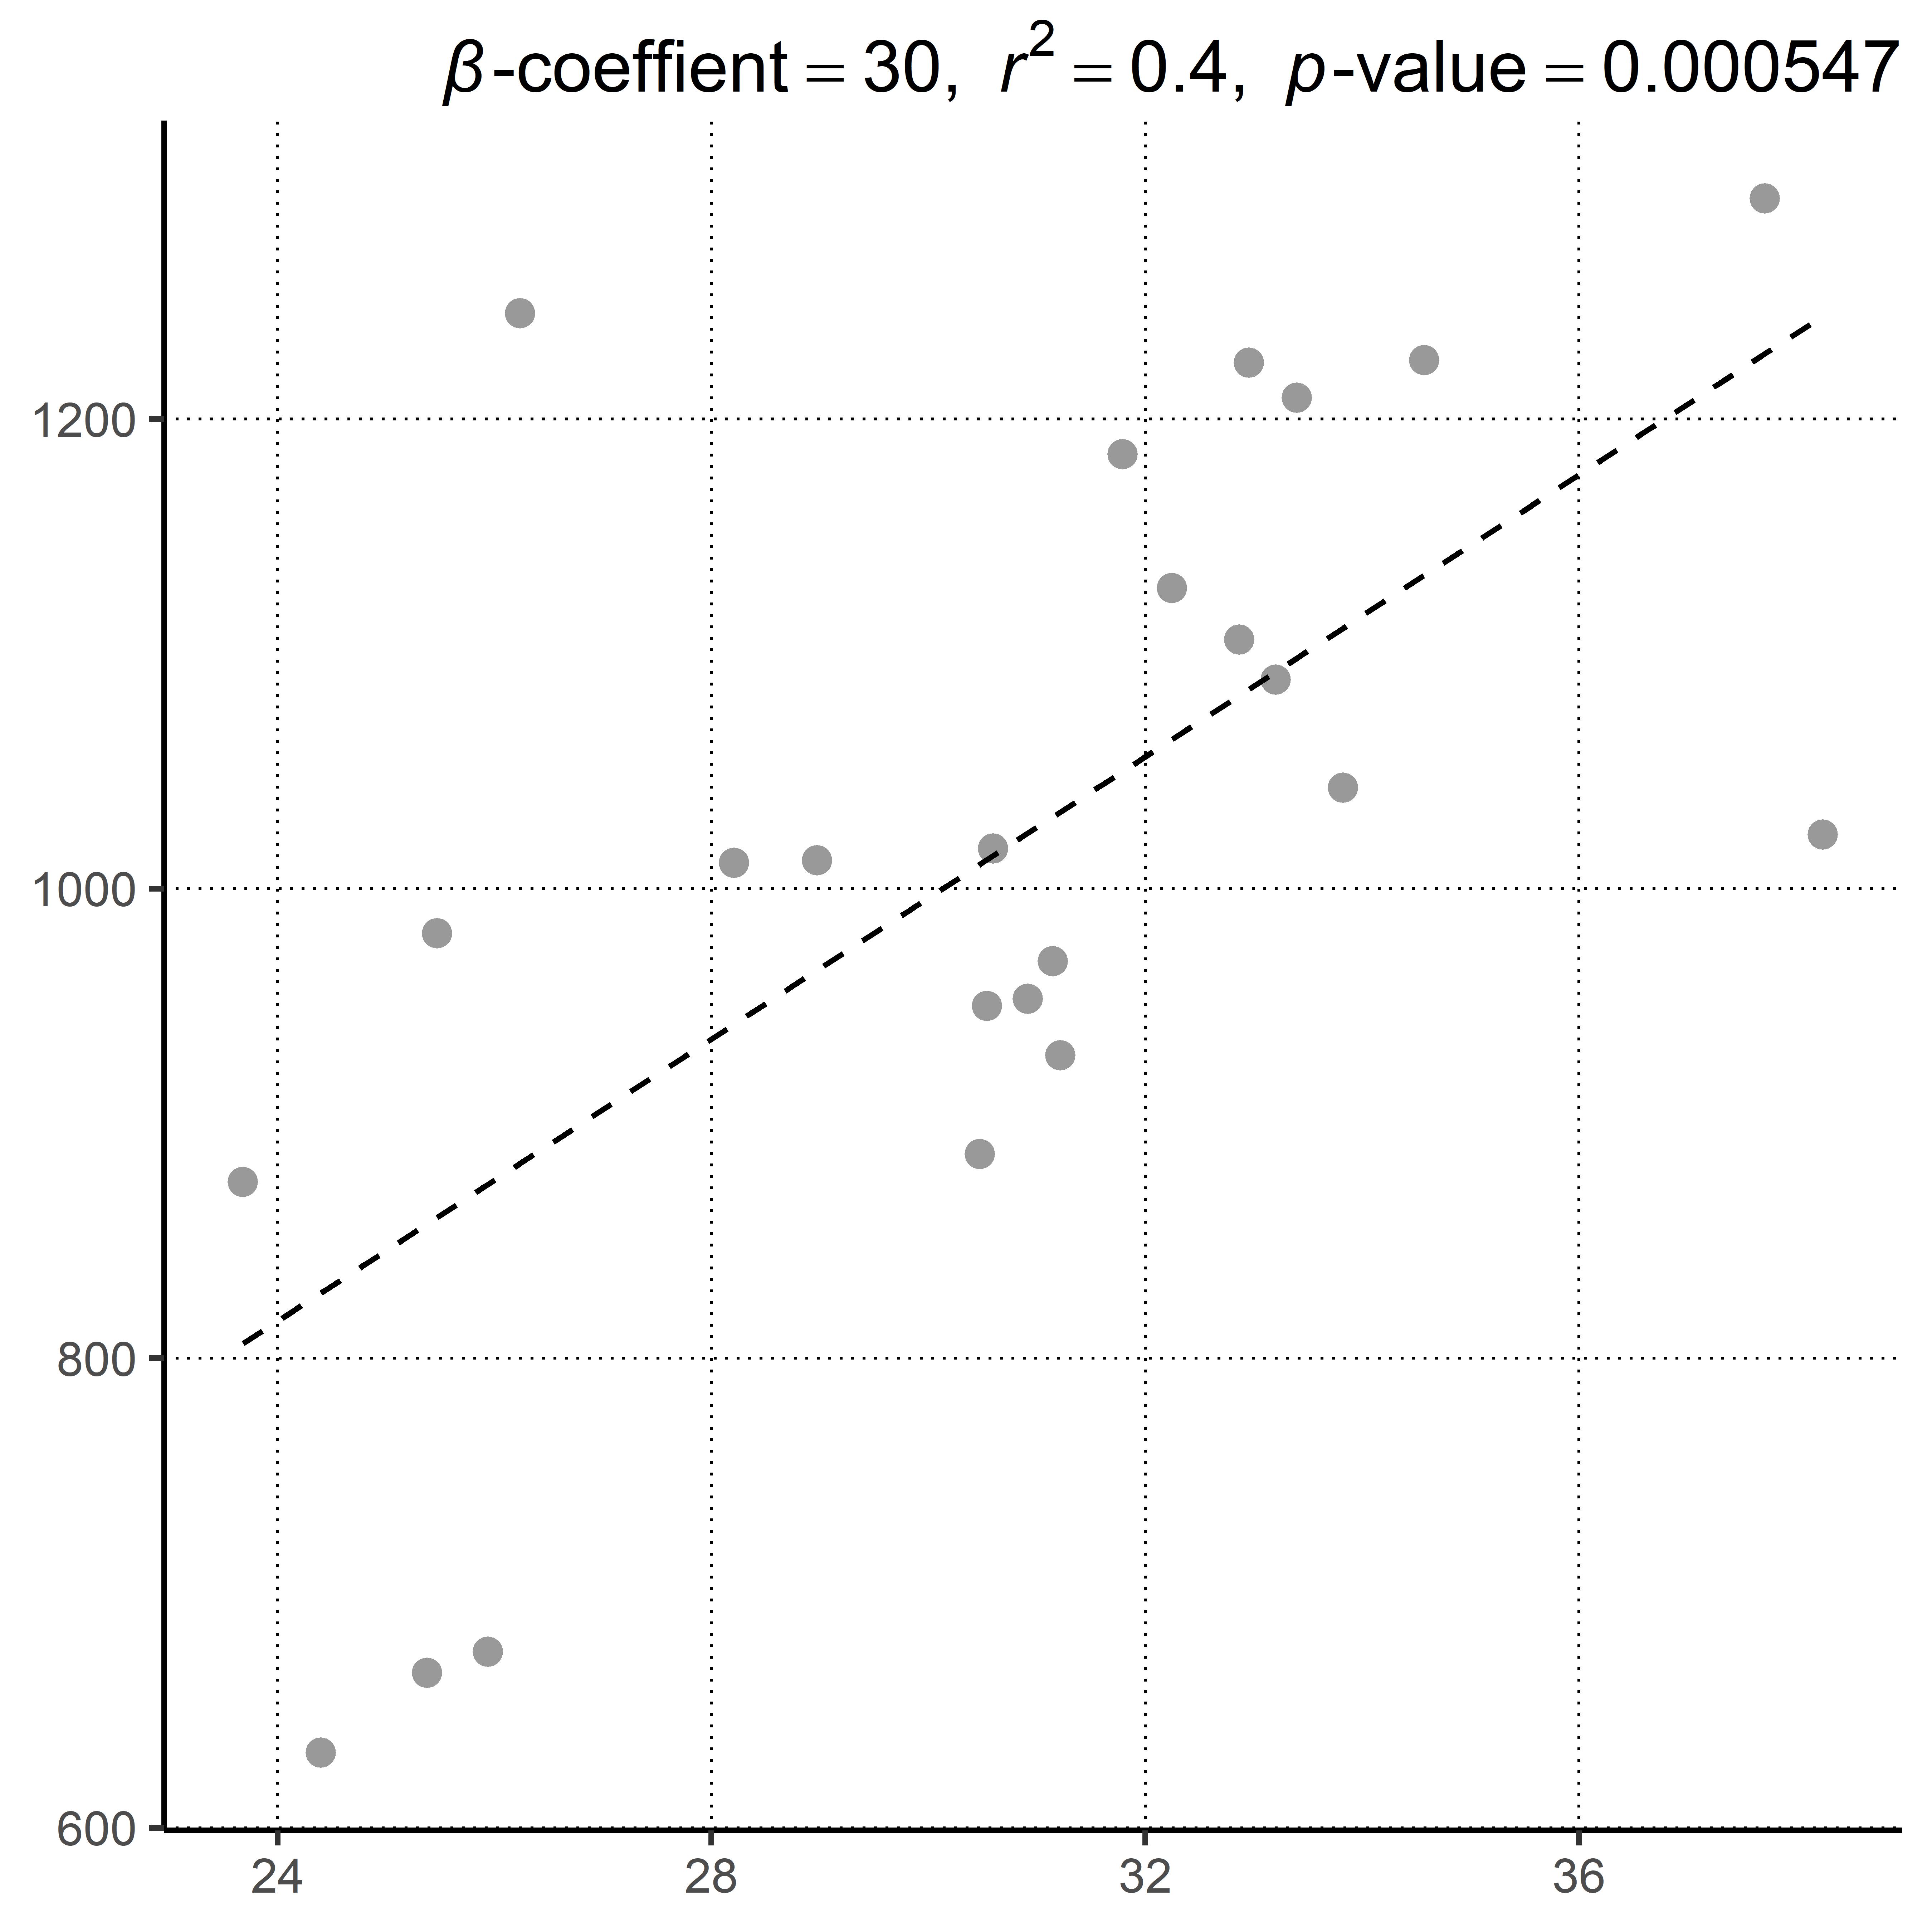 β-coeffient = 30, r² = 0.4, p-value = 0.000547
1200
1000
800
600
24 28 32 36